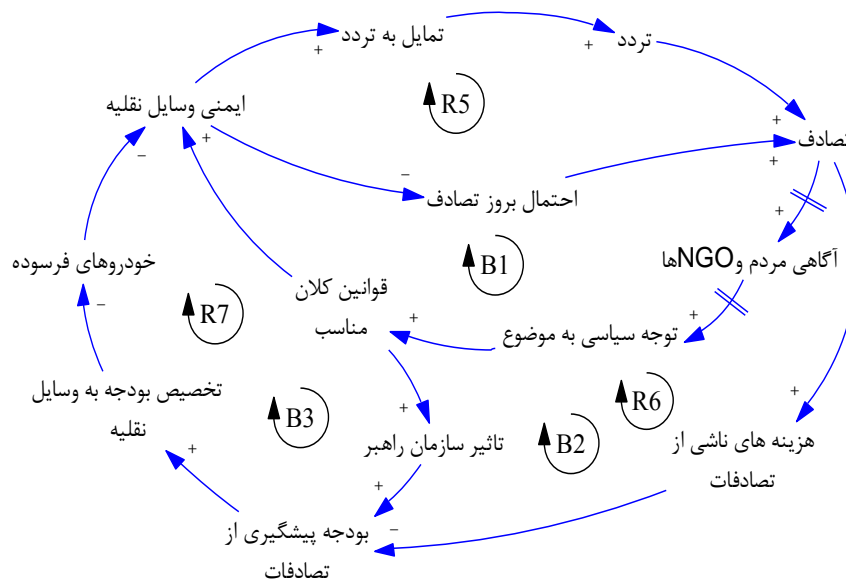 تمایل به تردد
تردد
+
+
R5
ایمنی وسایل نقلیه
+
تصادف
+
+
–
–
احتمال بروز تصادف
+
B1
آگاهی مردم وNGOها
خودروهای فرسوده
–
R7
قوانین کلان
مناسب
+
+
توجه سیاسی به موضوع
تخصیص بودجه به وسایل
نقلیه
B3
+
R6
+
تاثیر سازمان راهبر
B2
هزینه های ناشی از
تصادفات
+
+
–
بودجه پیشگیری از
تصادفات